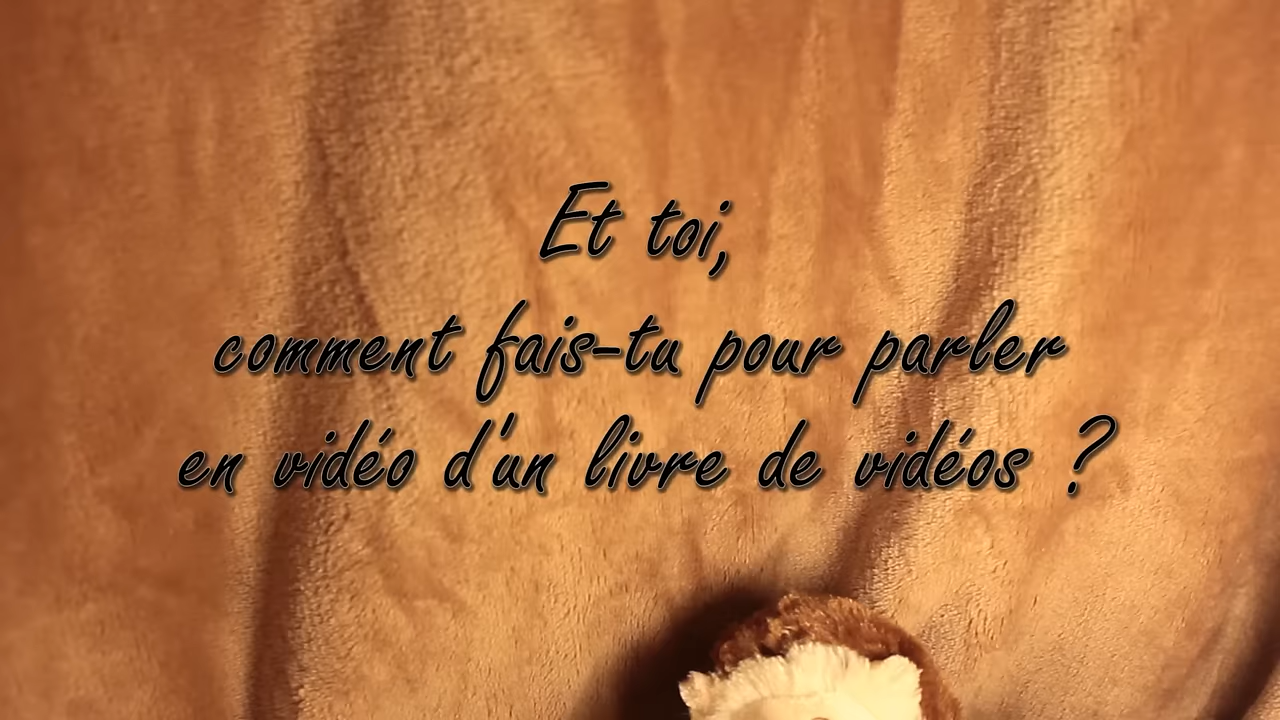 Et toi,
comment fais-tu pour parler
en vidéo d'un livre de vidéos ?